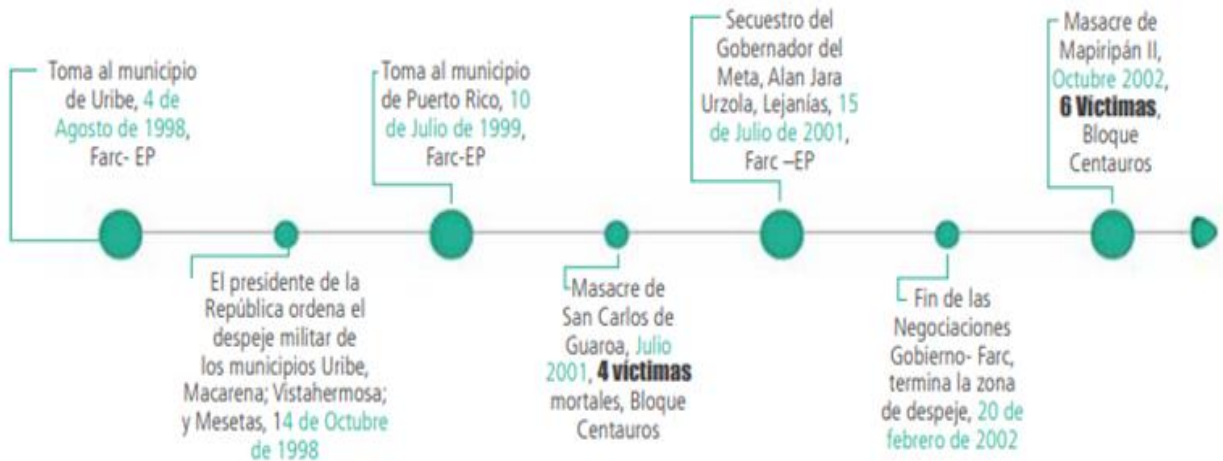 Toma al municipio
de Uribe, 4 de
Agosto de 1998,
Farc- EP
El presidente de la
República ordena el
despeje militar de
los municipios Uribe,
Macarena; Vistahermosa;
y Mesetas, 14 de Octubre
de 1998
Toma al municipio
de Puerto Rico, 10
de Julio de 1999,
Farc-EP
Masacre de
San Carlos de
Guaroa, Julio
2001, 4 víctimas
mortales, Bloque
Centauros
Secuestro del
Gobernador del
Meta, Alan Jara
Urzola, Lejanías, 15
de Julio de 2001,
Farc –EP
Fin de las
Negociaciones
Gobierno- Farc,
termina la zona
de despeje, 20 de
febrero de 2002
Masacre de
Mapiripán II,
Octubre 2002,
6 Víctimas,
Bloque
Centauros